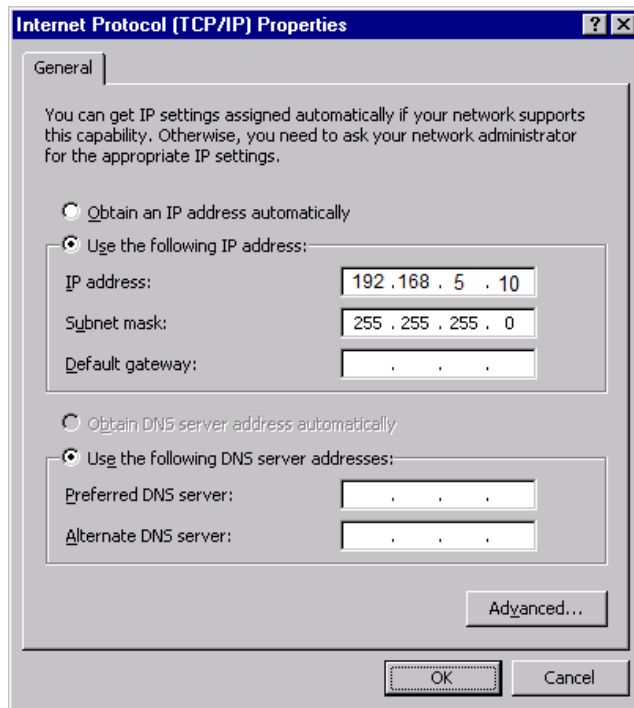 Internet Protocol (TCP/IP) Properties
General
You can get IP settings assigned automatically if your network supports
this capability. Otherwise, you need to ask your network administrator
for the appropriate IP settings.
Obtain an IP address automatically
Use the following IP address:
IP address: 192 . 168 . 5 . 10
Subnet mask: 255 . 255 . 255 . 0
Default gateway: . . .
Obtain DNS server address automatically
Use the following DNS server addresses:
Preferred DNS server: . . .
Alternate DNS server: . . .
Advanced...
OK Cancel